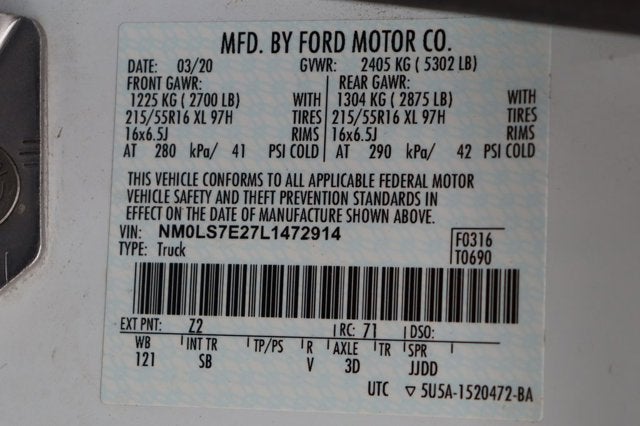 MFD. BY FORD MOTOR CO.
DATE: 03/20 GVWR: 2405 KG ( 5302 LB)
FRONT GAWR: REAR GAWR:
1225 KG ( 2700 LB) WITH 1304 KG ( 2875 LB) WITH
215/55R16 XL 97H TIRES 215/55R16 XL 97H TIRES
16x6.5J RIMS 16x6.5J RIMS
AT 280 kPa/ 41 PSI COLD AT 290 kPa/ 42 PSI COLD
THIS VEHICLE CONFORMS TO ALL APPLICABLE FEDERAL MOTOR
VEHICLE SAFETY AND THEFT PREVENTION STANDARDS IN
EFFECT ON THE DATE OF MANUFACTURE SHOWN ABOVE.
VIN: NM0LS7E27L1472914 F0316
TYPE: Truck T0690
EXT PNT: Z2 RC: 71 DSO:
WB INT TR TP/PS R AXLE TR SPR
121 SB V 3D JJDD
UTC ▽ 5U5A-1520472-BA